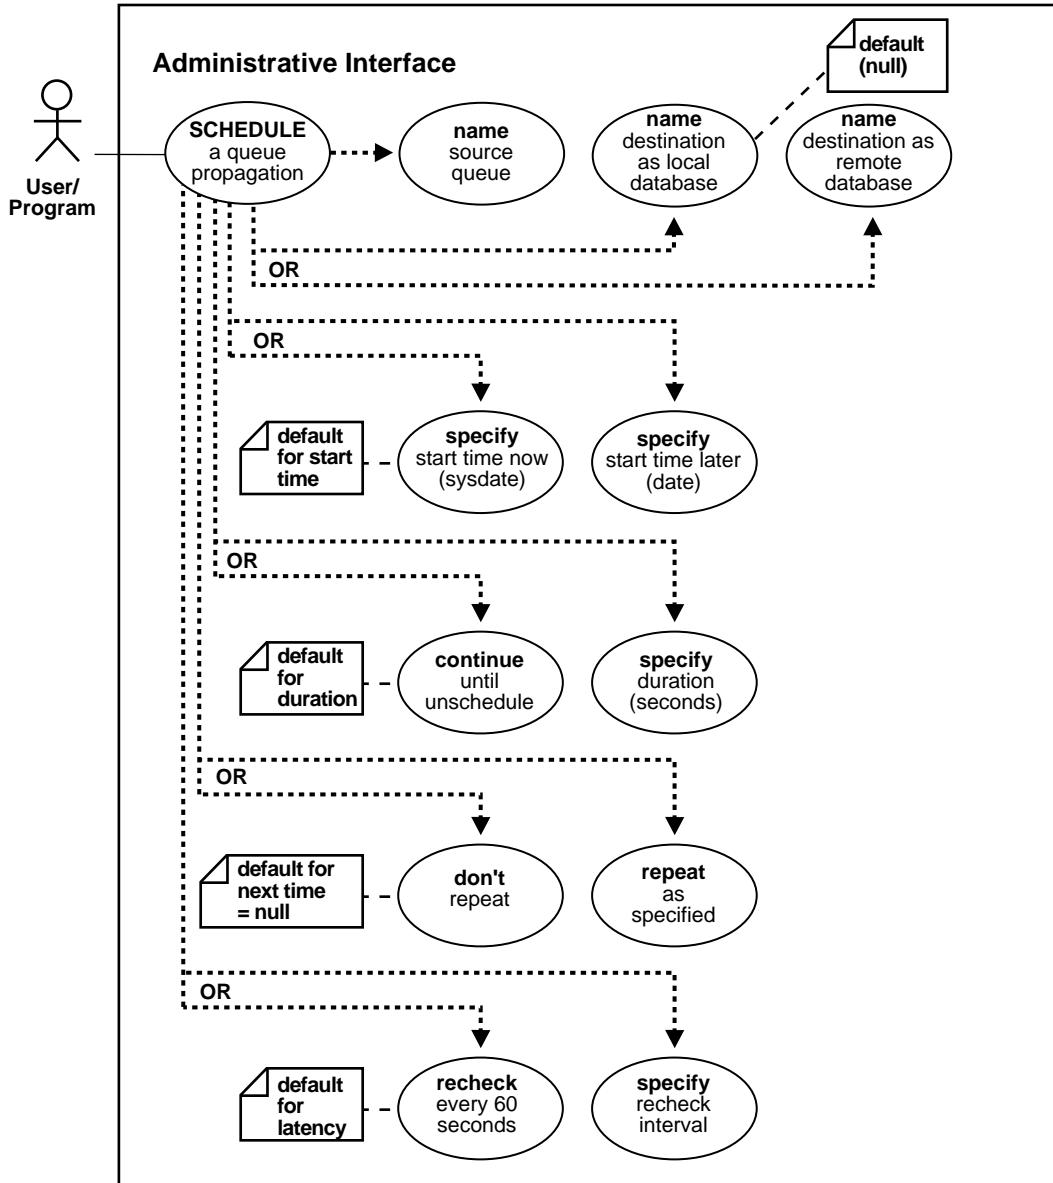 Administrative Interface
default
(null)
User/
Program
SCHEDULE
a queue
propagation
name
source
queue
name
destination
as local
database
name
destination as
remote
database
OR
OR
default
for start
time
specify
start time now
(sysdate)
specify
start time later
(date)
OR
default
for
duration
continue
until
unschedule
specify
duration
(seconds)
OR
default for
next time
= null
don't
repeat
repeat
as
specified
OR
default
for
latency
recheck
every 60
seconds
specify
recheck
interval